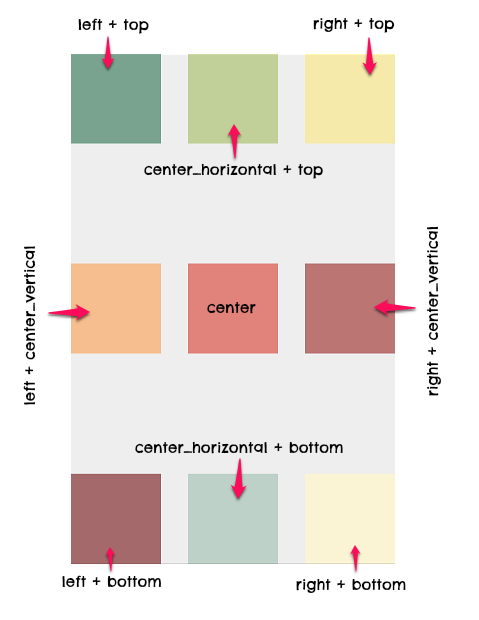 left + top
right + top
center_horizontal + top
left + center_vertical
center
right + center_vertical
center_horizontal + bottom
left + bottom
right + bottom